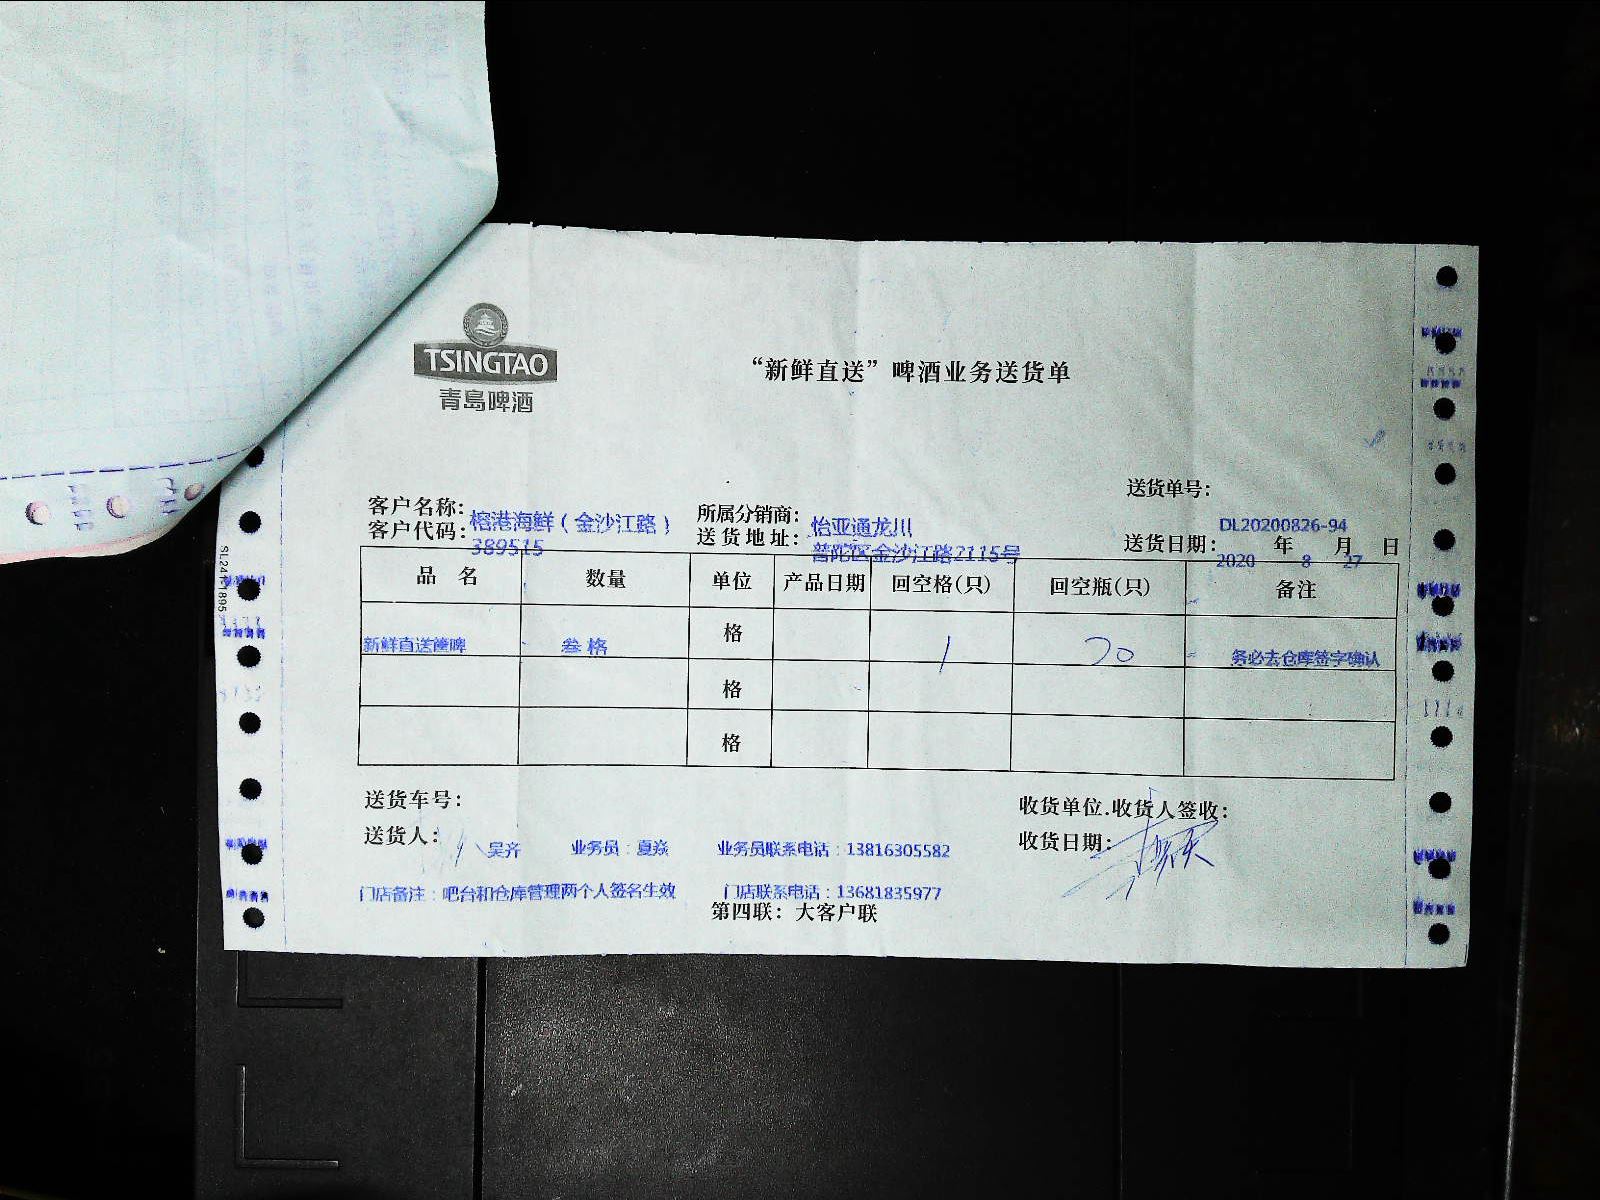 TSINGTAO
青島啤酒
“新鲜直送”啤酒业务送货单
送货单号：
DL20200826-94
客户名称：榕港海鲜（金沙江路）
所属分销商：怡亚通龙川
客户代码：389515
送货地址：普陀区金沙江路2115号
送货日期：2020 年 8 月 27 日
品名 数量 单位 产品日期 回空格(只) 回空瓶(只) 备注
新鲜直送箽啤 叁格 格 1 20 务必去仓库签字确认
格
格
送货车号：
收货单位.收货人签收：
送货人：吴齐 业务员：夏焱 业务员联系电话：13816305582
收货日期：
门店备注：吧台和仓库管理两个人签名生效 门店联系电话：13681835977
第四联：大客户联